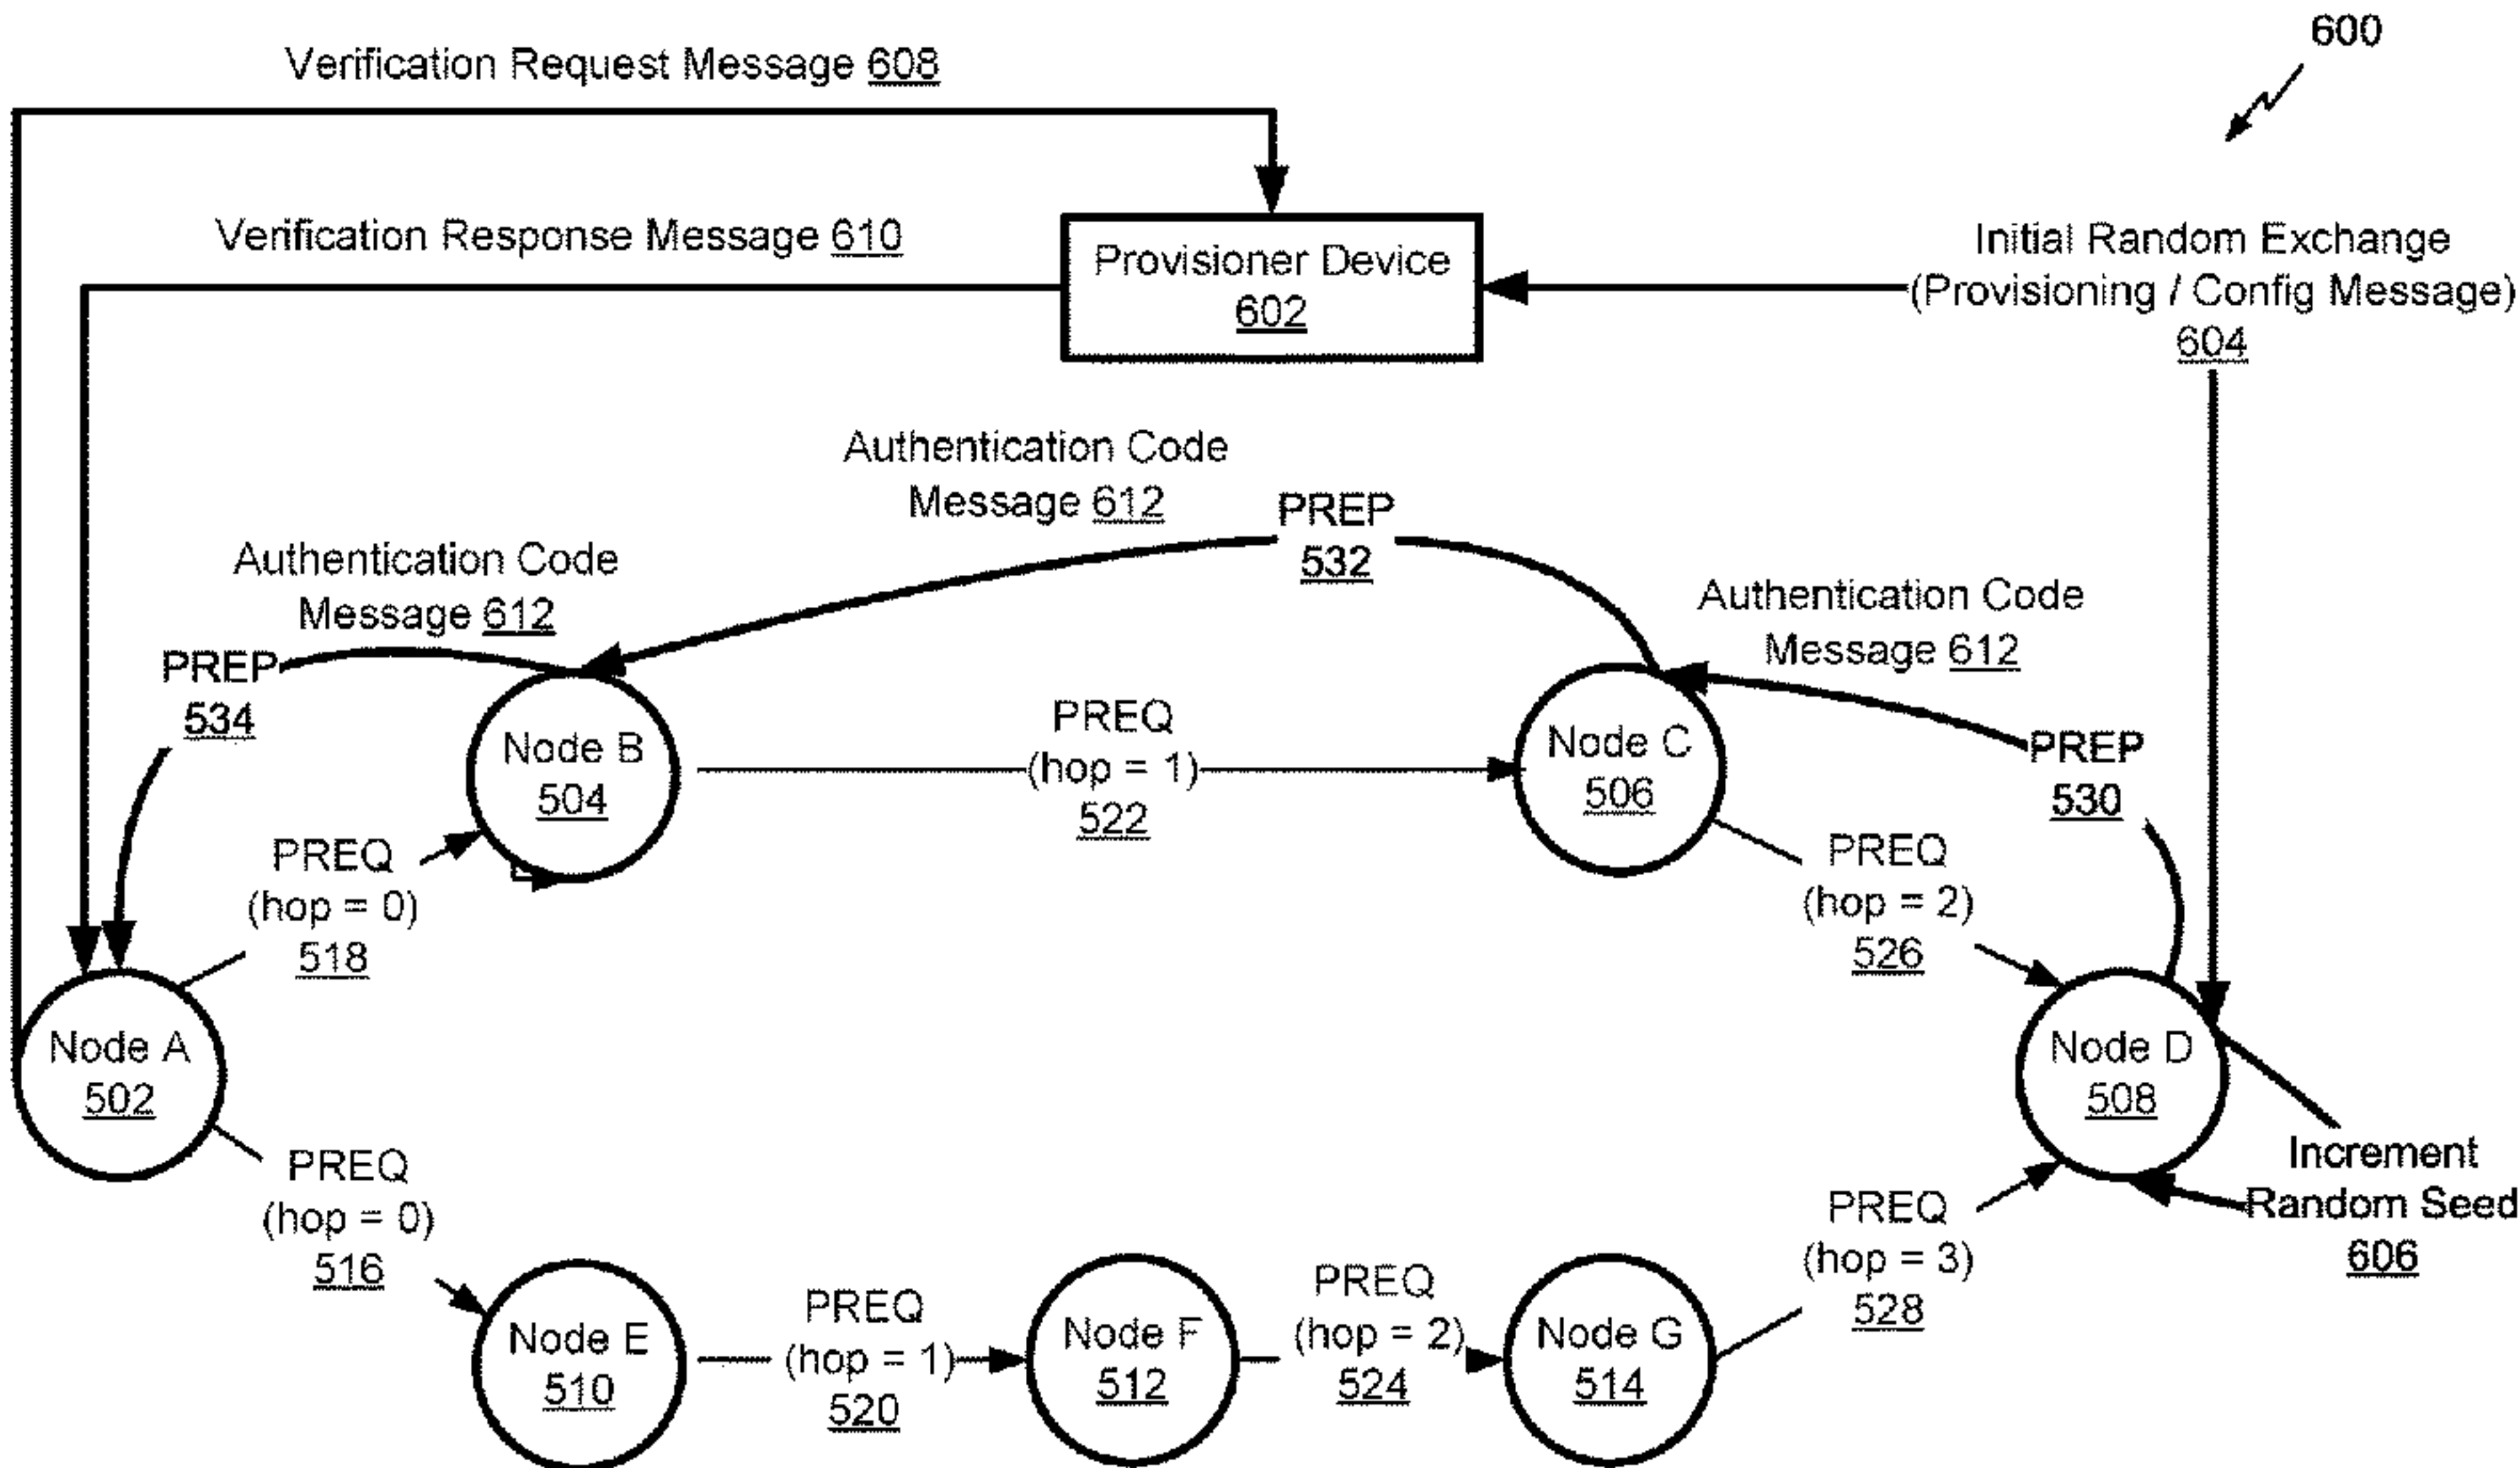 600
Verification Request Message 608
Verification Response Message 610
Provisioner Device
602
Initial Random Exchange
(Provisioning / Config Message)
604
Authentication Code
Message 612
PREP
532
Authentication Code
Message 612
PREP
534
Authentication Code
Message 612
PREP
530
Node B
504
PREQ
(hop = 1)
522
Node C
506
PREQ
(hop = 0)
518
PREQ
(hop = 2)
526
Node A
502
Node D
508
Increment
Random Seed
606
PREQ
(hop = 0)
516
PREQ
(hop = 3)
528
Node E
510
PREQ
(hop = 1)
520
Node F
512
PREQ
(hop = 2)
524
Node G
514